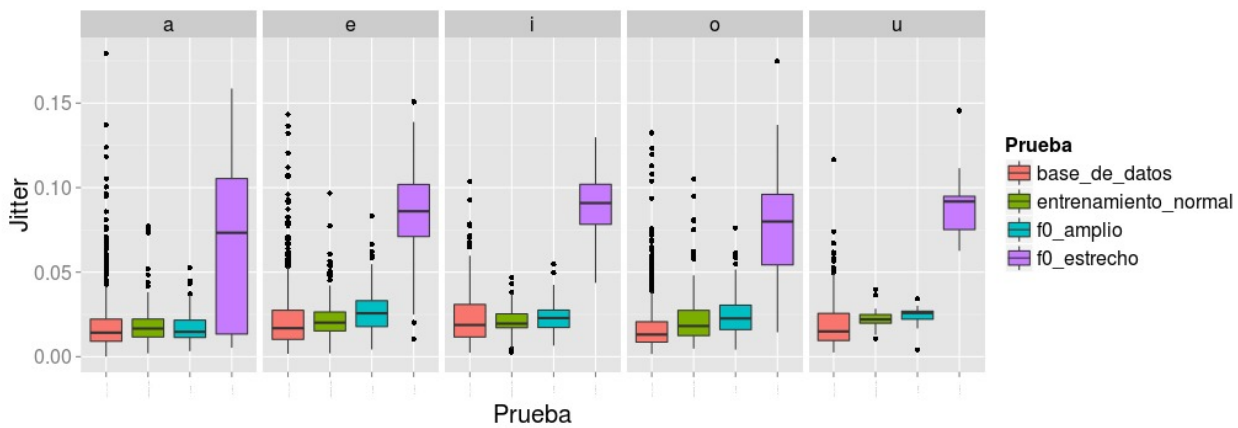 a e i o u
0.15
0.10
0.05
0.00
Jitter
Prueba
Prueba
base_de_datos
entrenamiento_normal
f0_amplio
f0_estrecho